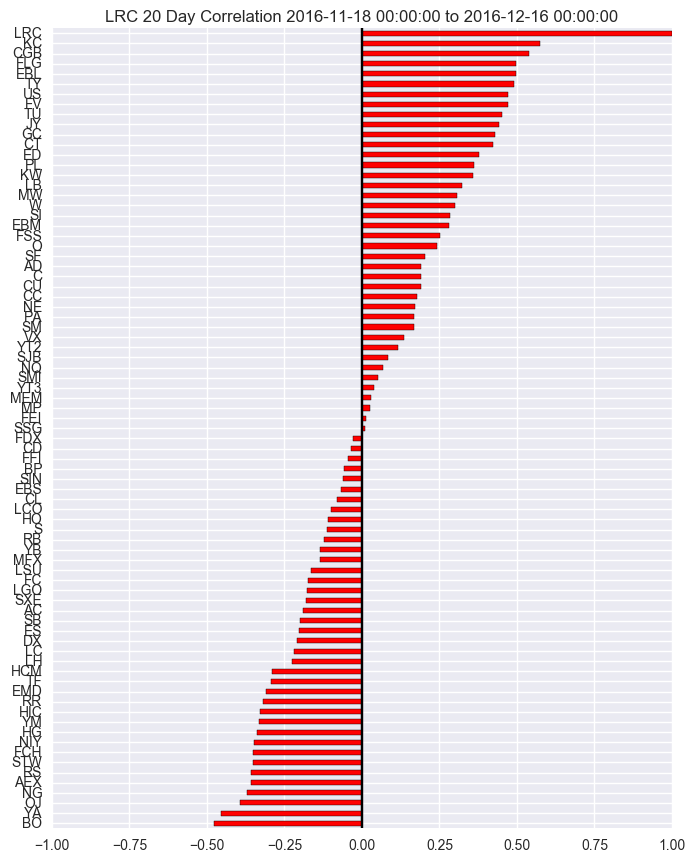 LRC 20 Day Correlation 2016-11-18 00:00:00 to 2016-12-16 00:00:00
LRC
KC
CGB
FLG
EBL
TY
US
FV
TU
JY
GC
CT
ED
PL
KW
LB
MW
W
SI
EBM
FSS
O
SF
AD
C
CU
CC
NE
PA
SM
VX
YT2
SJB
NQ
SMI
YT3
MEM
MP
FEI
SSG
FDX
CD
FFI
BP
SIN
EBS
CL
LCO
HO
S
RB
YB
MFX
LSU
FC
LGO
SXE
AC
SB
ES
DX
LC
LH
HCM
TF
EMD
RR
HIC
YM
HG
NIY
FCH
STW
RS
AEX
NG
OJ
YA
BO
−1.00 −0.75 −0.50 −0.25 0.00 0.25 0.50 0.75 1.00